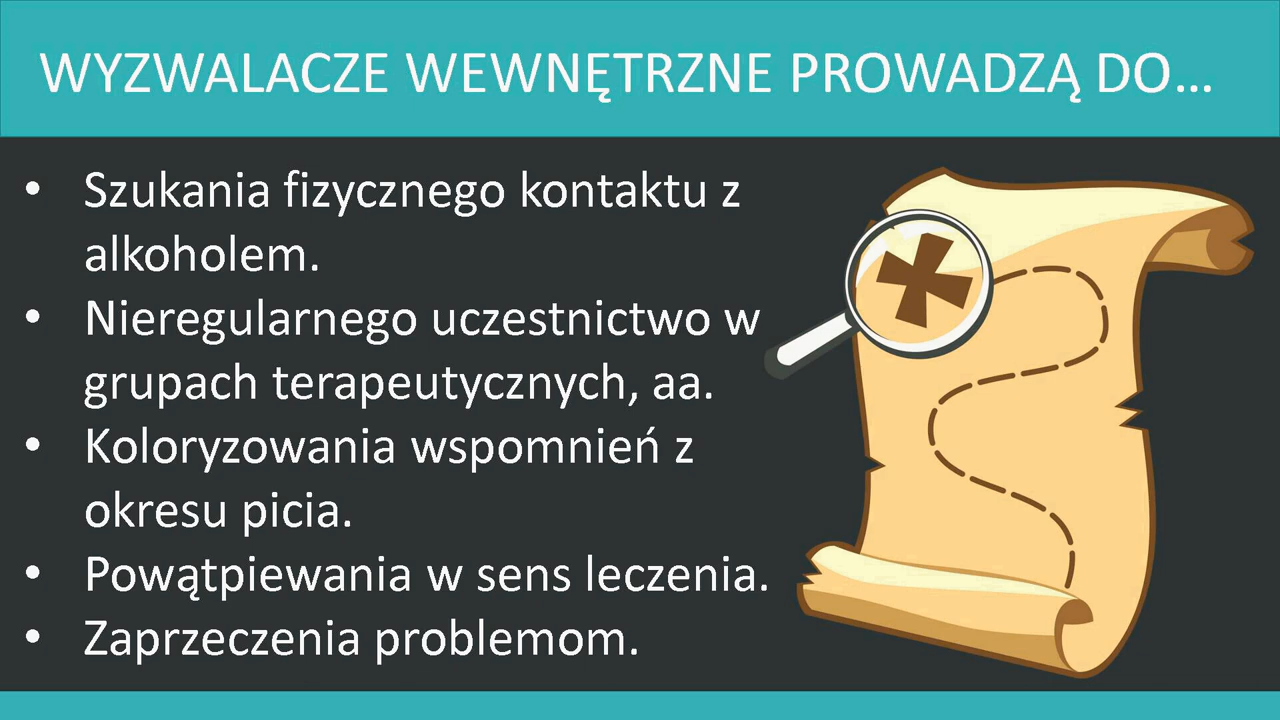 WYZWALACZE WEWNĘTRZNE PROWADZĄ DO...
• Szukania fizycznego kontaktu z
alkoholem.
• Nieregularnego uczestnictwo w
grupach terapeutycznych, aa.
• Koloryzowania wspomnień z
okresu picia.
• Powątpiewania w sens leczenia.
• Zaprzeczenia problemom.